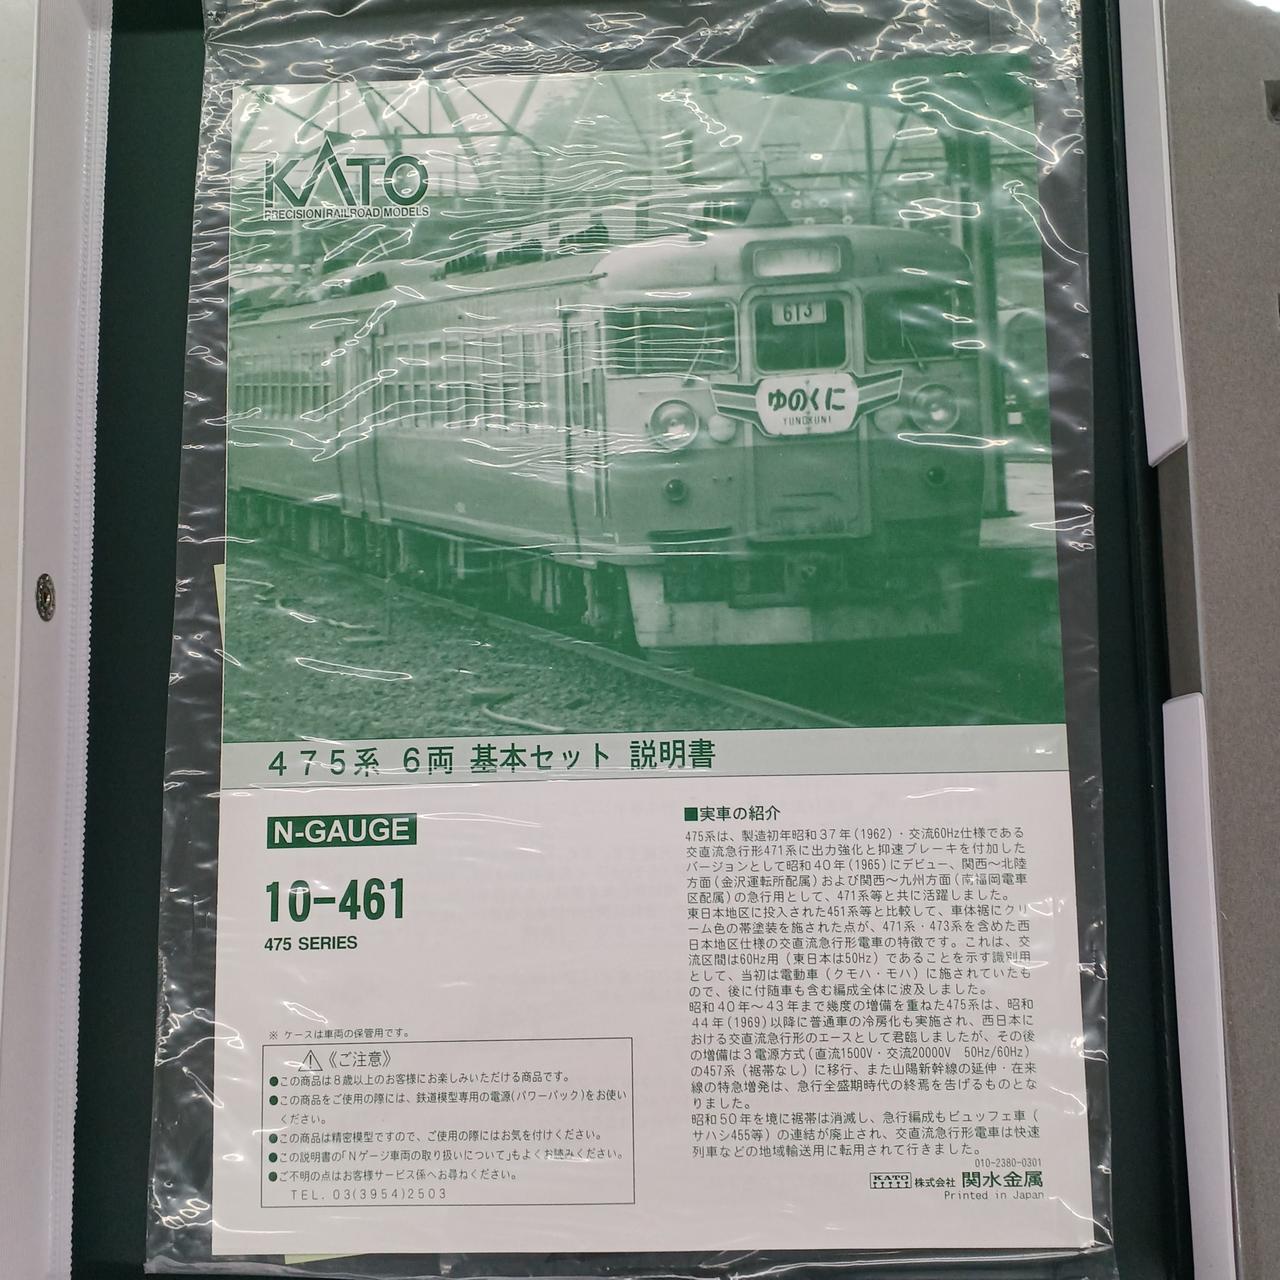 KATO
PRECISION RAILROAD MODELS
613
ゆのくに
YUNOKUNI
475系 6両 基本セット 説明書
N-GAUGE
10-461
475 SERIES
※ ケースは車両の保管用です。
⚠《ご注意》
●この商品は8歳以上のお客様にお楽しみいただける商品です。
●この商品をご使用の際には、鉄道模型専用の電源(パワーパック)をお使い
ください。
●この商品は精密模型ですので、ご使用の際にはお気を付けください。
●この説明書の「Nゲージ車両の取り扱いについて」もよくお読みください。
●ご不明の点はお客様サービス係へお尋ねください。
TEL. 03(3954)2503
■実車の紹介
475系は、製造初年昭和37年(1962)・交流60Hz仕様である
交直流急行形471系に出力強化と抑速ブレーキを付加した
バージョンとして昭和40年(1965)にデビュー、関西～北陸
方面(金沢運転所配属)および関西～九州方面(南福岡電車
区配属)の急行用として、471系等と共に活躍しました。
東日本地区に投入された451系等と比較して、車体裾にクリ
ーム色の帯塗装を施された点が、471系・473系を含めた西
日本地区仕様の交直流急行形電車の特徴です。これは、交
流区間は60Hz用(東日本は50Hz)であることを示す識別用
として、当初は電動車(クモハ・モハ)に施されていたも
ので、後に付随車も含む編成全体に波及しました。
昭和40年～43年まで幾度の増備を重ねた475系は、昭和
44年(1969)以降に普通車の冷房化も実施され、西日本に
おける交直流急行形のエースとして君臨しましたが、その後
の増備は3電源方式(直流1500V・交流20000V 50Hz/60Hz)
の457系(裾帯なし)に移行、また山陽新幹線の延伸・在来
線の特急増発は、急行全盛期時代の終焉を告げるものとな
りました。
昭和50年を境に裾帯は消滅し、急行編成もビュッフェ車(
サハシ455等)の連結が廃止され、交直流急行形電車は快速
列車などの地域輸送用に転用されて行きました。
010-2380-0301
KATO 株式会社 関水金属
Printed in Japan